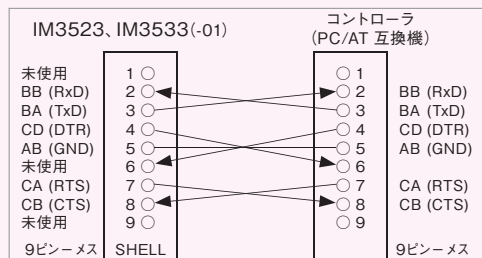 IM3523、IM3533(-01)
コントローラ
(PC/AT 互換機)
未使用 1 1
BB (RxD) 2 2 BB (RxD)
BA (TxD) 3 3 BA (TxD)
CD (DTR) 4 4 CD (DTR)
AB (GND) 5 5 AB (GND)
未使用 6 6
CA (RTS) 7 7 CA (RTS)
CB (CTS) 8 8 CB (CTS)
未使用 9 9
9ピンーメス SHELL 9ピンーメス